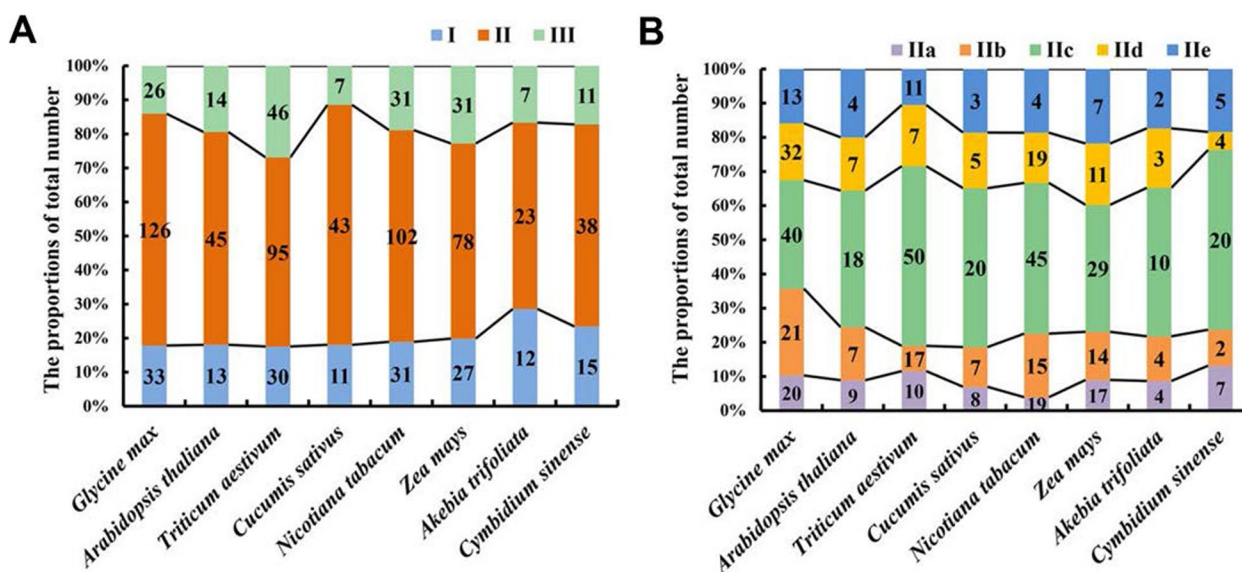 A
I II III
The proportions of total number
100%
90%
80%
70%
60%
50%
40%
30%
20%
10%
0%
26 14 46 7 31 31 7 11
126 45 95 43 102 78 23 38
33 13 30 11 31 27 12 15
Glycine max
Arabidopsis thaliana
Triticum aestivum
Cucumis sativus
Nicotiana tabacum
Zea mays
Akebia trifoliata
Cymbidium sinense
B
IIa IIb IIc IId IIe
The proportions of total number
100%
90%
80%
70%
60%
50%
40%
30%
20%
10%
0%
13 4 11 3 4 7 2 5
32 7 7 5 19 11 3 4
40 18 50 20 45 29 10 20
21 7 17 7 15 14 4 2
20 9 10 8 19 17 4 7
Glycine max
Arabidopsis thaliana
Triticum aestivum
Cucumis sativus
Nicotiana tabacum
Zea mays
Akebia trifoliata
Cymbidium sinense